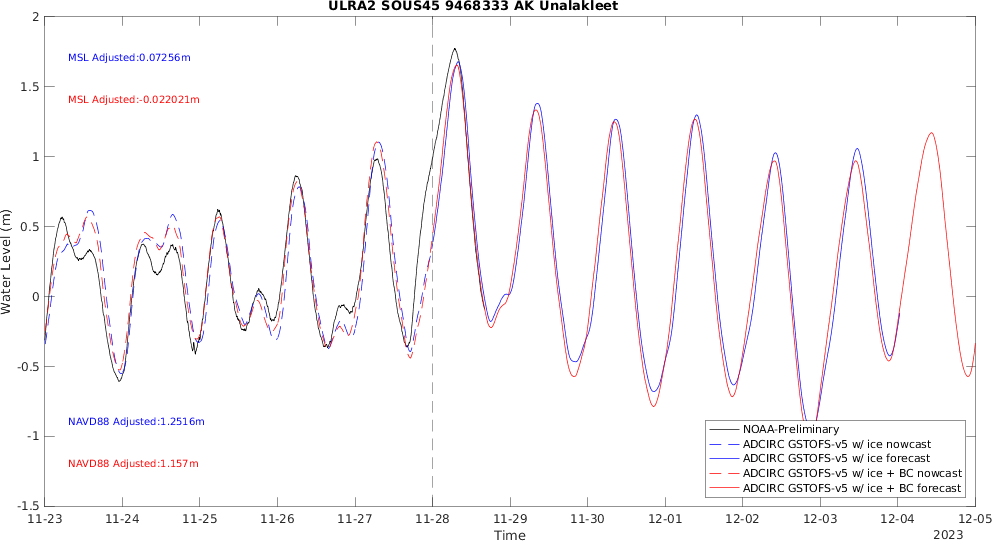 ULRA2 SOUS45 9468333 AK Unalakleet
2
1.5
1
0.5
0
-0.5
-1
-1.5
Water Level (m)
MSL Adjusted:0.07256m
MSL Adjusted:-0.022021m
NAVD88 Adjusted:1.2516m
NAVD88 Adjusted:1.157m
NOAA-Preliminary
ADCIRC GSTOFS-v5 w/ ice nowcast
ADCIRC GSTOFS-v5 w/ ice forecast
ADCIRC GSTOFS-v5 w/ ice + BC nowcast
ADCIRC GSTOFS-v5 w/ ice + BC forecast
11-23 11-24 11-25 11-26 11-27 11-28 11-29 11-30 12-01 12-02 12-03 12-04 12-05
Time
2023